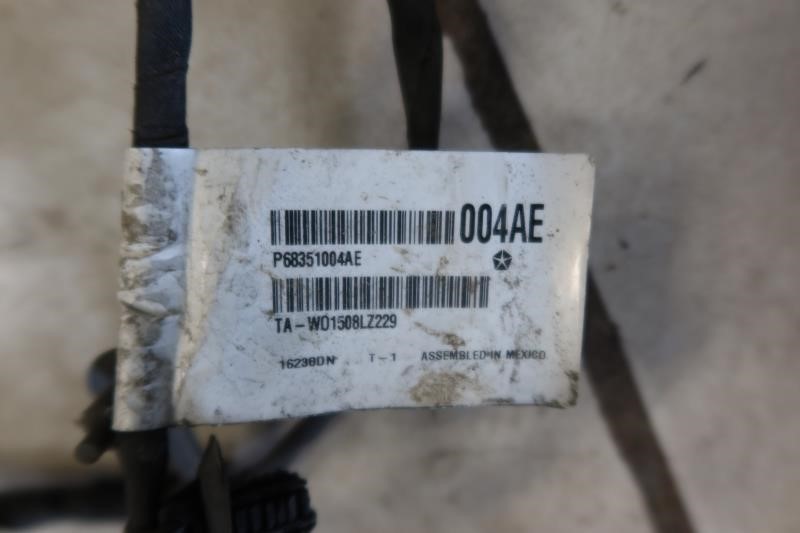 004AE
P68351004AE
TA-W01508LZ229
16238DN T-1 ASSEMBLED IN MEXICO